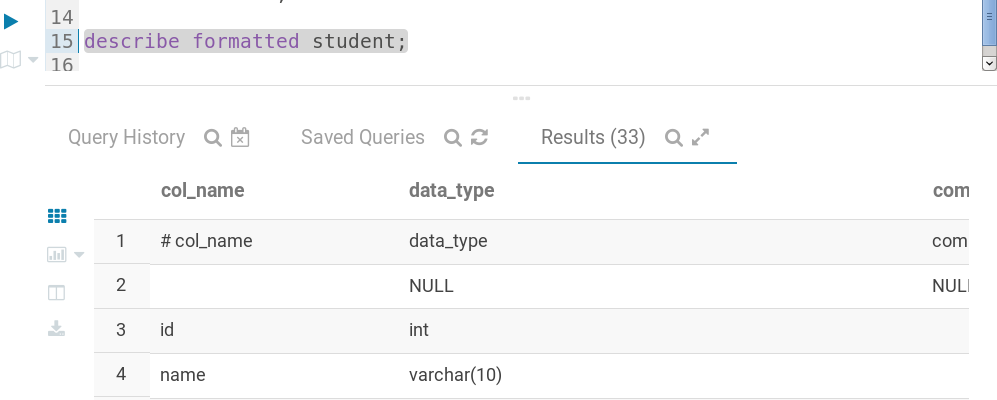 14
15 describe formatted student;
16
Query History Saved Queries Results (33)
col_name data_type com
1 # col_name data_type com
2 NULL NULL
3 id int
4 name varchar(10)